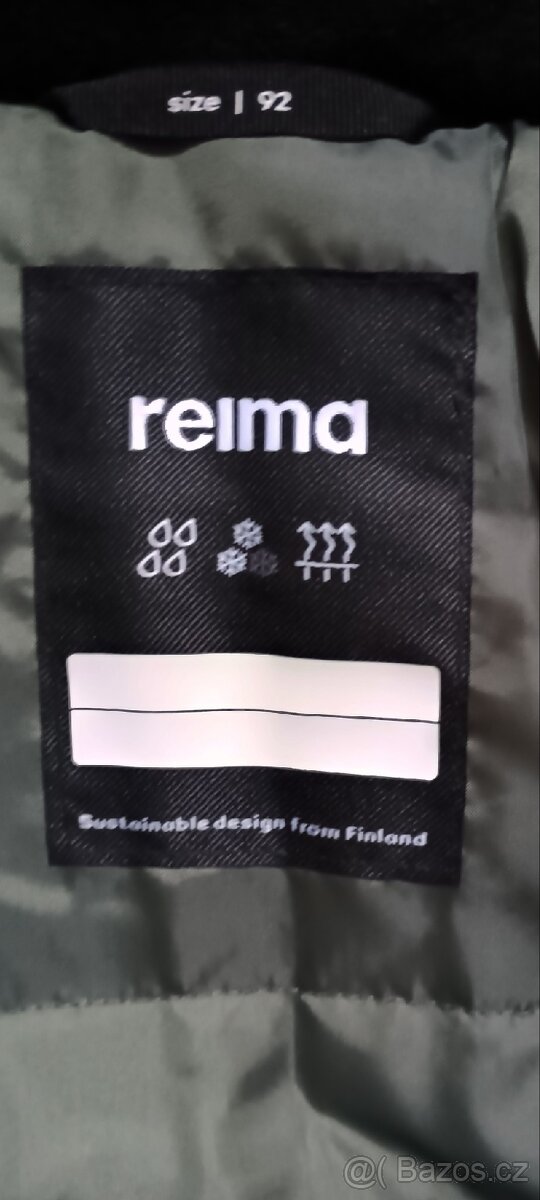 size | 92
reima
Sustainable design from Finland
@( Bazos.cz